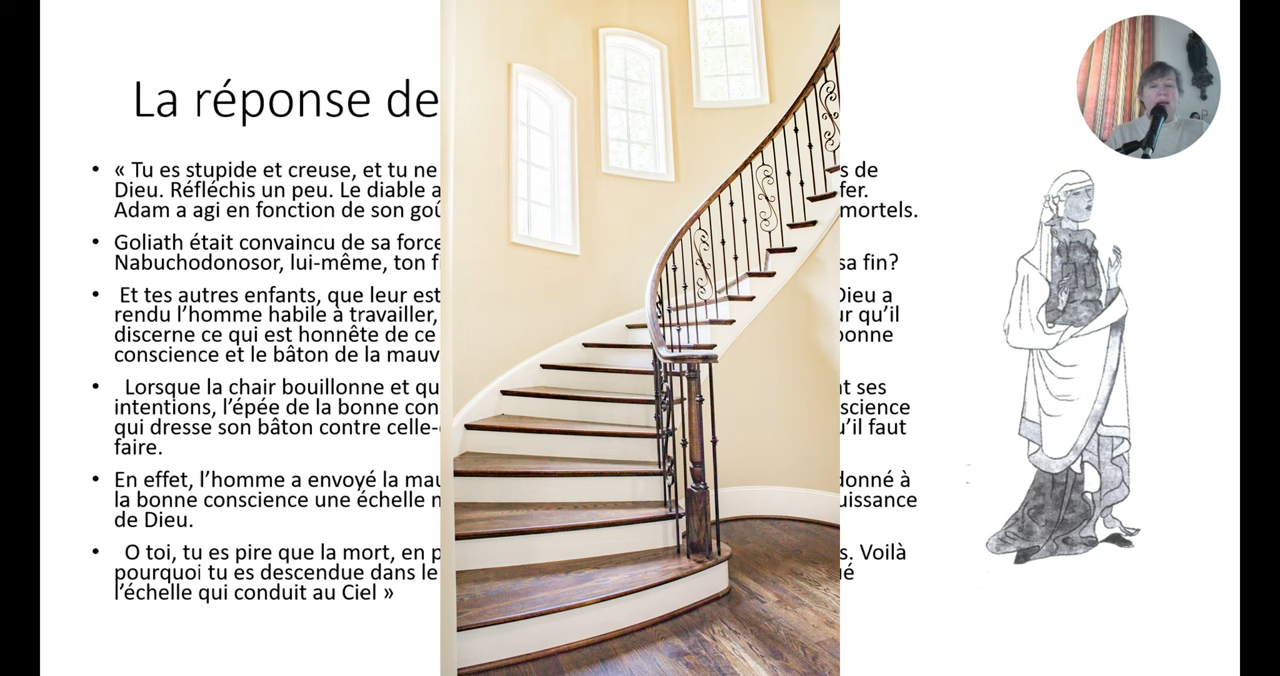 La réponse de
• « Tu es stupide et creuse, et tu ne s de
Dieu. Réfléchis un peu. Le diable a fer.
Adam a agi en fonction de son goû mortels.
• Goliath était convaincu de sa force
Nabuchodonosor, lui-même, ton f sa fin?
• Et tes autres enfants, que leur est Dieu a
rendu l’homme habile à travailler, ur qu’il
discerne ce qui est honnête de ce bonne
conscience et le bâton de la mauv
• Lorsque la chair bouillonne et qu nt ses
intentions, l’épée de la bonne con science
qui dresse son bâton contre celle- u’il faut
faire.
• En effet, l’homme a envoyé la mau donné à
la bonne conscience une échelle uissance
de Dieu.
• O toi, tu es pire que la mort, en p s. Voilà
pourquoi tu es descendue dans le é
l’échelle qui conduit au Ciel »